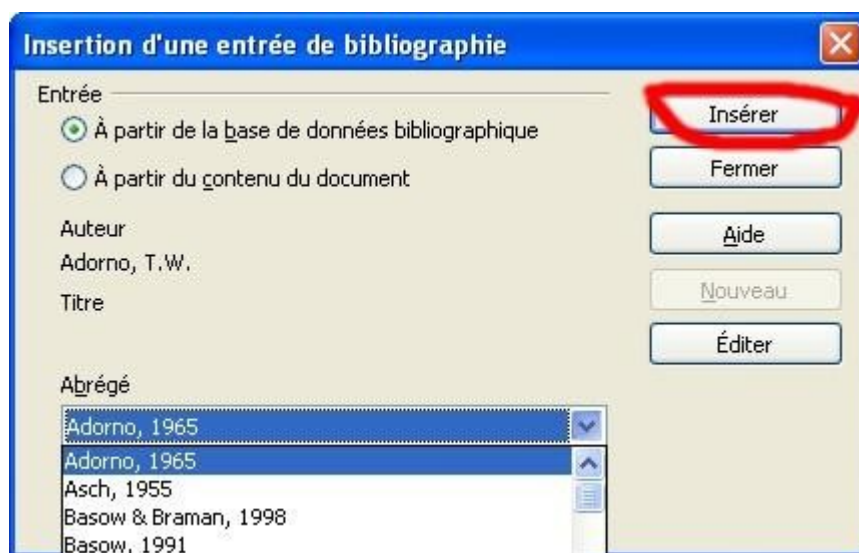 Insertion d'une entrée de bibliographie
Entrée
À partir de la base de données bibliographique
À partir du contenu du document
Auteur
Adorno, T.W.
Titre
Abrégé
Adorno, 1965
Adorno, 1965
Asch, 1955
Basow & Braman, 1998
Basow, 1991
Insérer
Fermer
Aide
Nouveau
Éditer